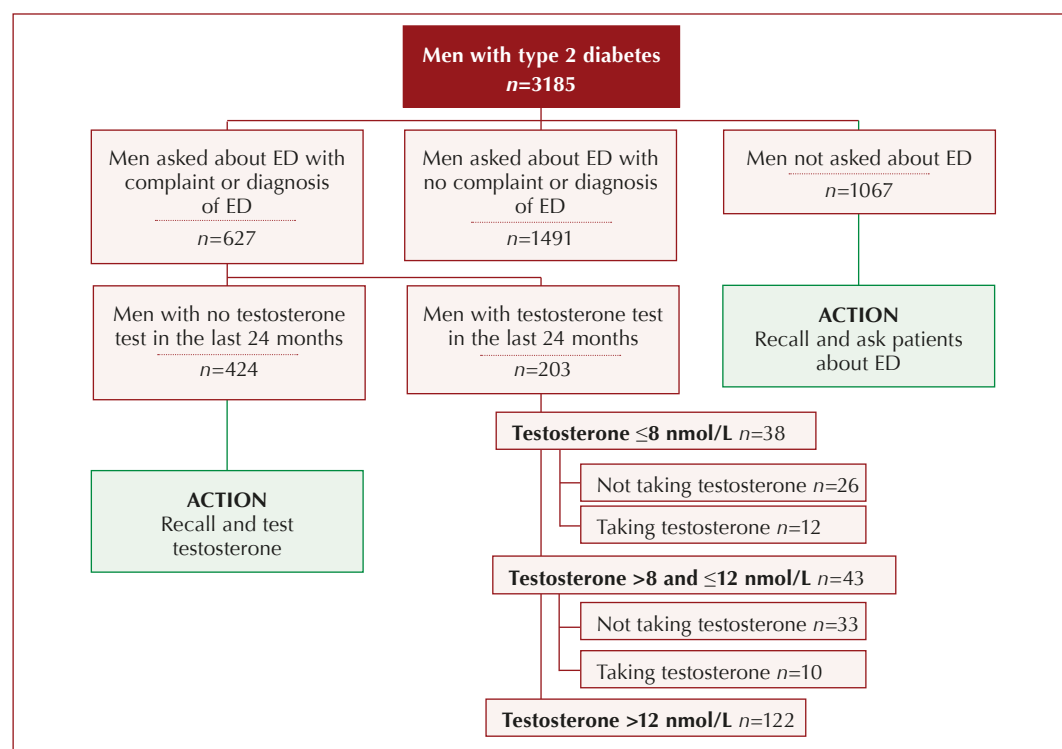 Men with type 2 diabetes
n=3185
Men asked about ED with
complaint or diagnosis
of ED
n=627
Men asked about ED with
no complaint or diagnosis
of ED
n=1491
Men not asked about ED
n=1067
Men with no testosterone
test in the last 24 months
n=424
Men with testosterone test
in the last 24 months
n=203
ACTION
Recall and ask patients
about ED
Testosterone ≤8 nmol/L n=38
ACTION
Recall and test
testosterone
Not taking testosterone n=26
Taking testosterone n=12
Testosterone >8 and ≤12 nmol/L n=43
Not taking testosterone n=33
Taking testosterone n=10
Testosterone >12 nmol/L n=122